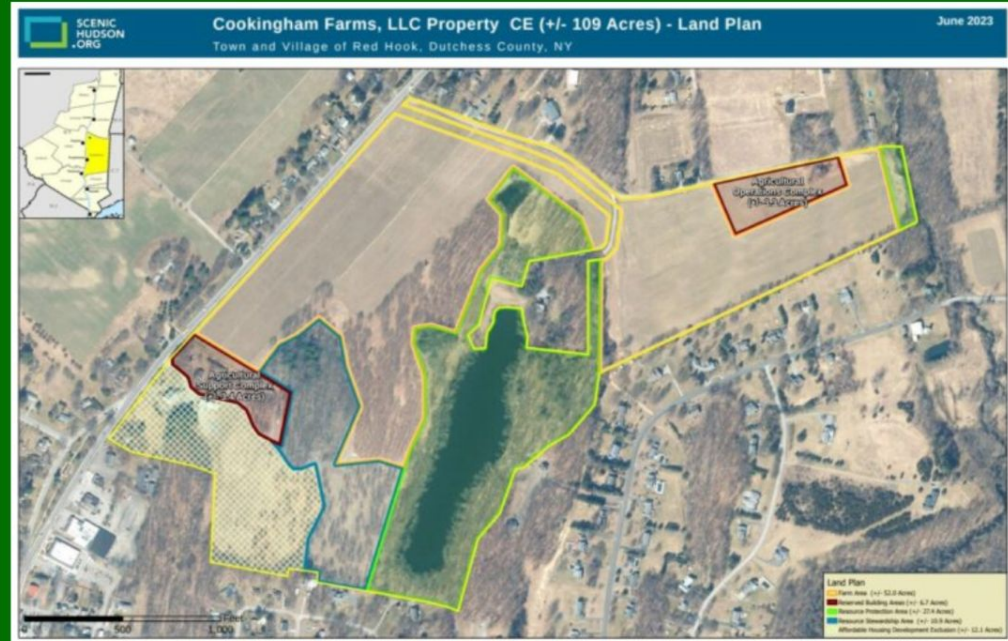 SCENIC
HUDSON
.ORG
Cookingham Farms, LLC Property CE (+/- 109 Acres) - Land Plan
Town and Village of Red Hook, Dutchess County, NY
June 2023
Agricultural
Operations Complex
Agricultural
Support Complex
500
1,000
Land Plan
Farm Area (+/- 52.0 Acres)
Reserved Building Areas (+/- 6.7 Acres)
Resource Protection Area (+/- 27.4 Acres)
Resource Stewardship Area (+/- 10.9 Acres)
Affordable Housing Development Exclusion (+/- 12.1 Acres)